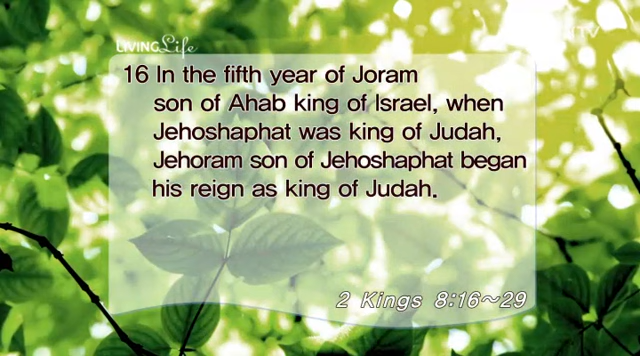 LIVING Life
TV
16 In the fifth year of Joram
son of Ahab king of Israel, when
Jehoshaphat was king of Judah,
Jehoram son of Jehoshaphat began
his reign as king of Judah.
2 Kings 8:16~29